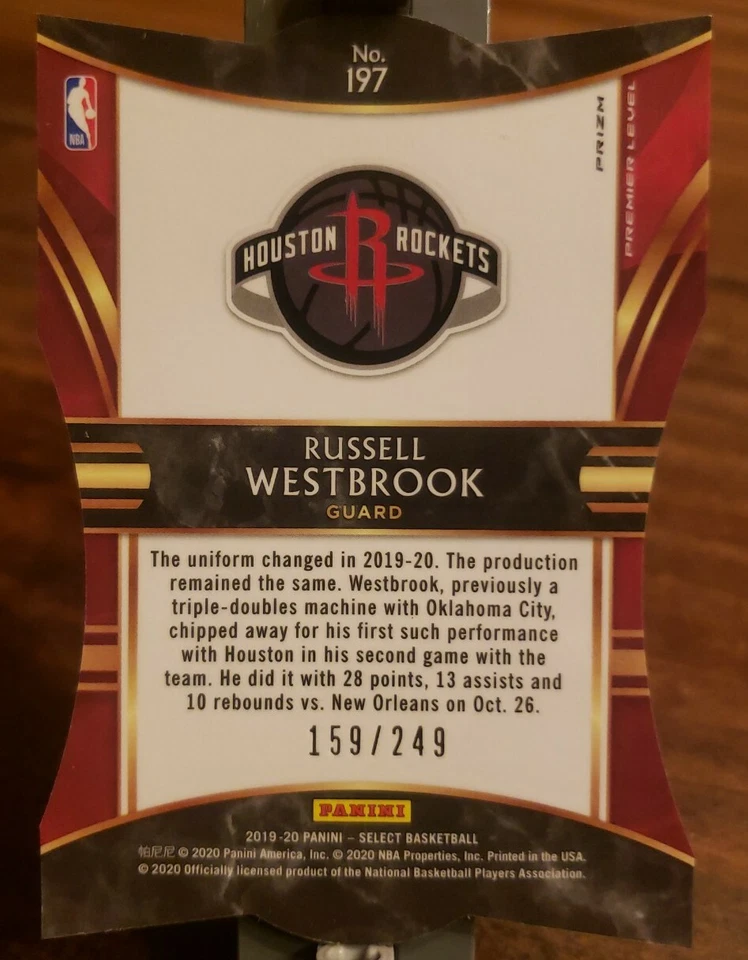 No.
197
NBA
PRIZM
PREMIER LEVEL
HOUSTON ROCKETS
RUSSELL
WESTBROOK
GUARD
The uniform changed in 2019-20. The production
remained the same. Westbrook, previously a
triple-doubles machine with Oklahoma City,
chipped away for his first such performance
with Houston in his second game with the
team. He did it with 28 points, 13 assists and
10 rebounds vs. New Orleans on Oct. 26.
159/249
PANINI
2019-20 PANINI – SELECT BASKETBALL
帕尼尼 © 2020 Panini America, Inc. © 2020 NBA Properties, Inc. Printed in the USA.
© 2020 Officially licensed product of the National Basketball Players Association.